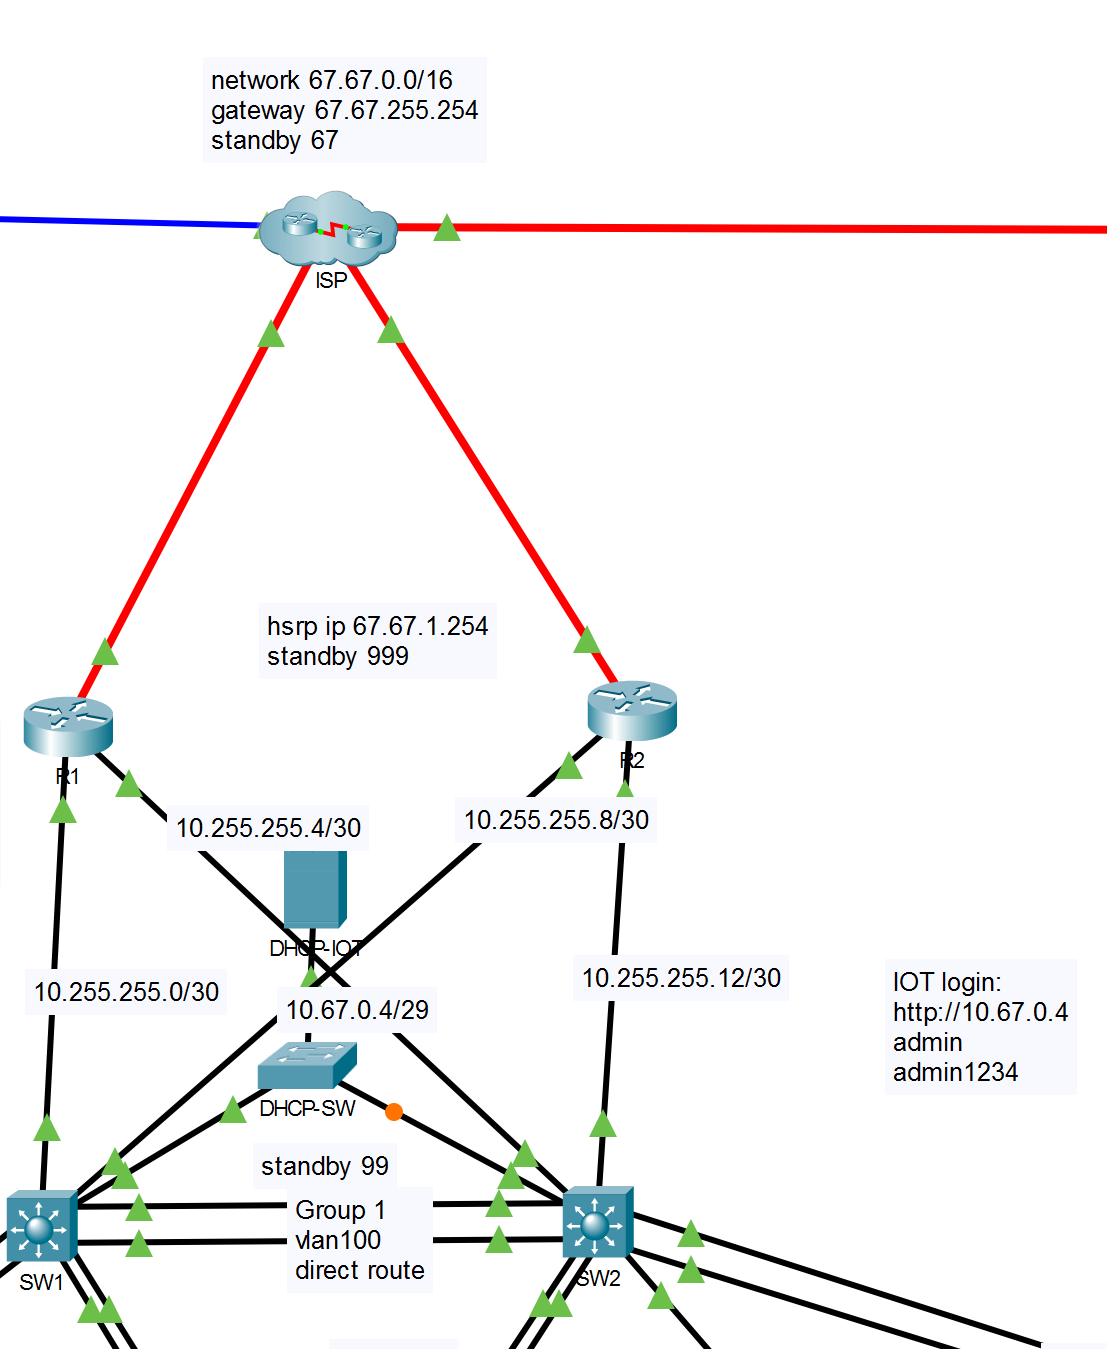 network 67.67.0.0/16
gateway 67.67.255.254
standby 67
ISP
hsrp ip 67.67.1.254
standby 999
R1
R2
10.255.255.4/30
10.255.255.8/30
DHCP-IOT
10.255.255.0/30
10.255.255.12/30
10.67.0.4/29
IOT login:
http://10.67.0.4
admin
admin1234
DHCP-SW
standby 99
Group 1
vlan100
direct route
SW1
SW2